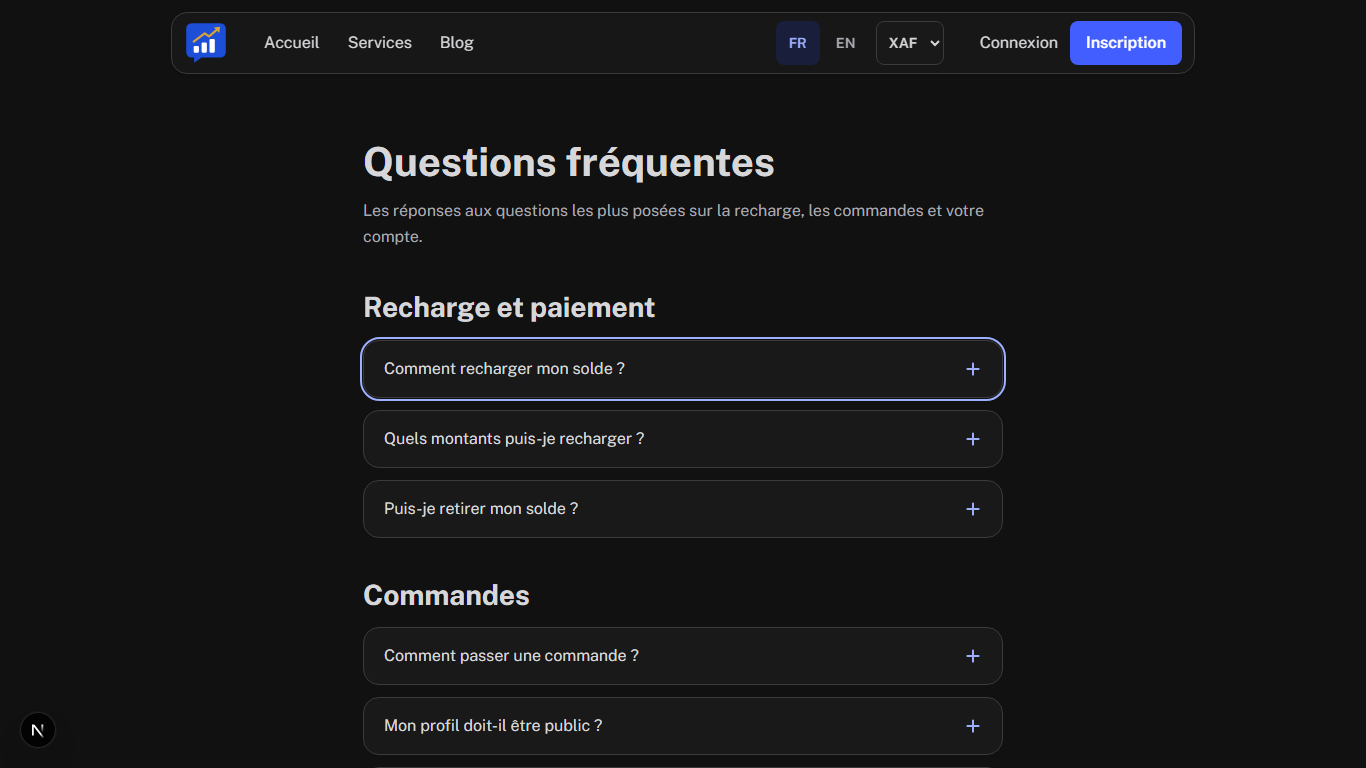 Accueil
Services
Blog
FR
EN
XAF
Connexion
Inscription
Questions fréquentes
Les réponses aux questions les plus posées sur la recharge, les commandes et votre
compte.
Recharge et paiement
Comment recharger mon solde ?
Quels montants puis-je recharger ?
Puis-je retirer mon solde ?
Commandes
Comment passer une commande ?
Mon profil doit-il être public ?
N